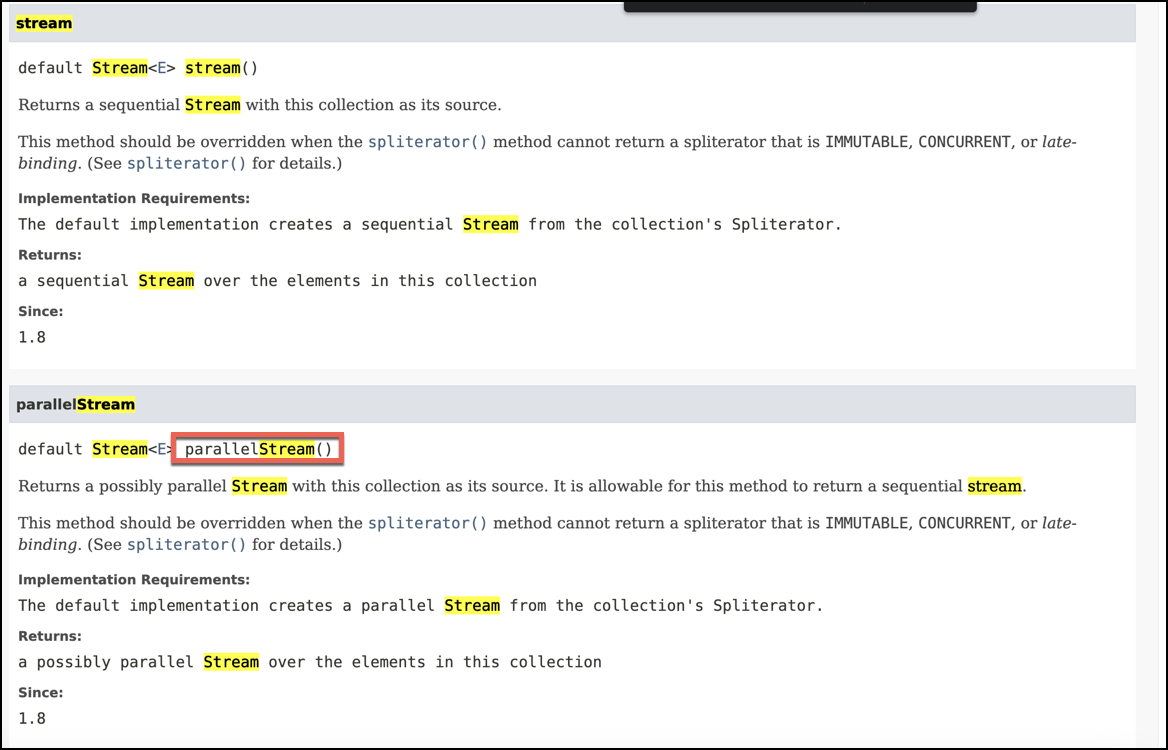 stream
default Stream<E> stream()
Returns a sequential Stream with this collection as its source.
This method should be overridden when the spliterator() method cannot return a spliterator that is IMMUTABLE, CONCURRENT, or late-
binding. (See spliterator() for details.)
Implementation Requirements:
The default implementation creates a sequential Stream from the collection's Spliterator.
Returns:
a sequential Stream over the elements in this collection
Since:
1.8
parallelStream
default Stream<E> parallelStream()
Returns a possibly parallel Stream with this collection as its source. It is allowable for this method to return a sequential stream.
This method should be overridden when the spliterator() method cannot return a spliterator that is IMMUTABLE, CONCURRENT, or late-
binding. (See spliterator() for details.)
Implementation Requirements:
The default implementation creates a parallel Stream from the collection's Spliterator.
Returns:
a possibly parallel Stream over the elements in this collection
Since:
1.8